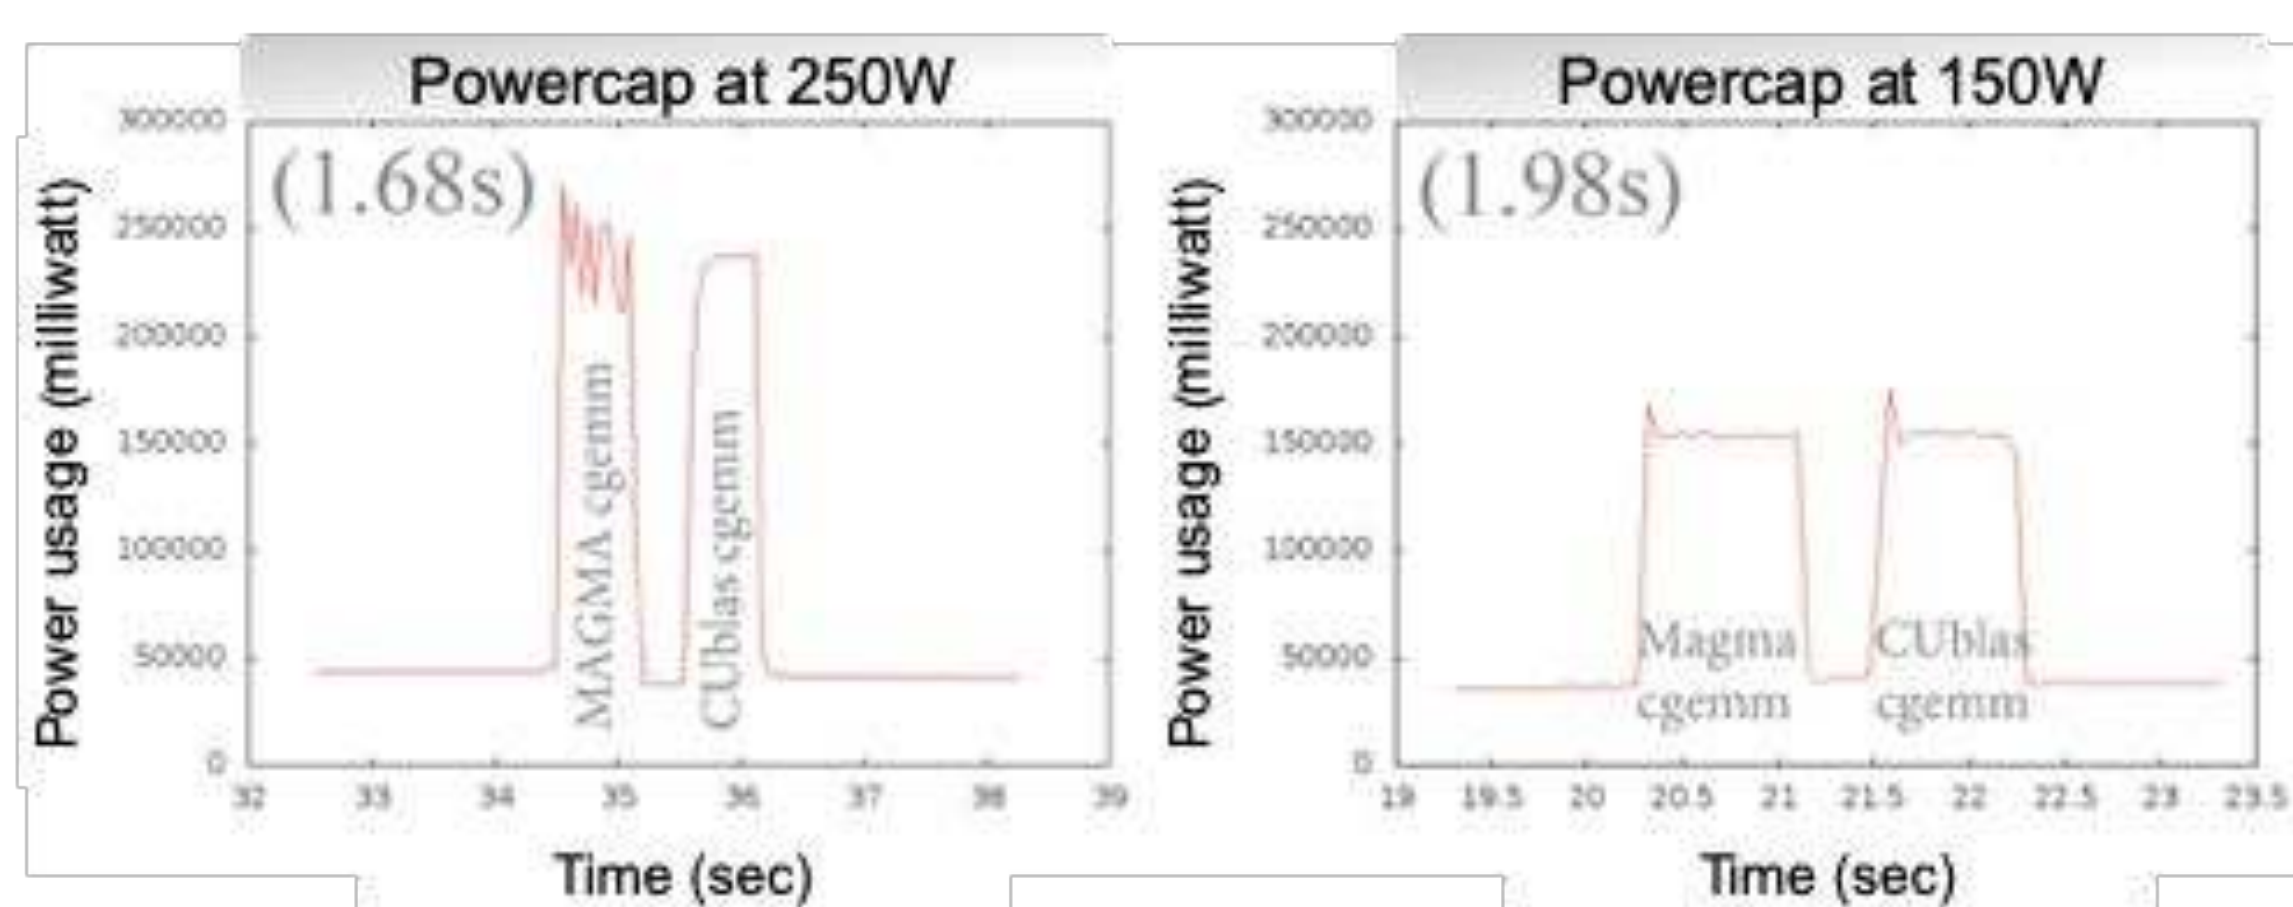 Powercap at 250W
300000
(1.68s)
250000
200000
150000
100000
50000
0
Power usage (milliwatt)
MAGMA cgemm
CUblas cgemm
32 33 34 35 36 37 38 39
Time (sec)
Powercap at 150W
300000
(1.98s)
250000
200000
150000
100000
50000
0
Power usage (milliwatt)
Magma
cgemm
CUblas
cgemm
19 19.5 20 20.5 21 21.5 22 22.5 23 23.5
Time (sec)